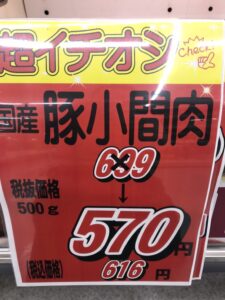 超イチオシ
check!
国産 豚小間肉
639
↓
税抜価格
500g
570円
(税込価格) 616円